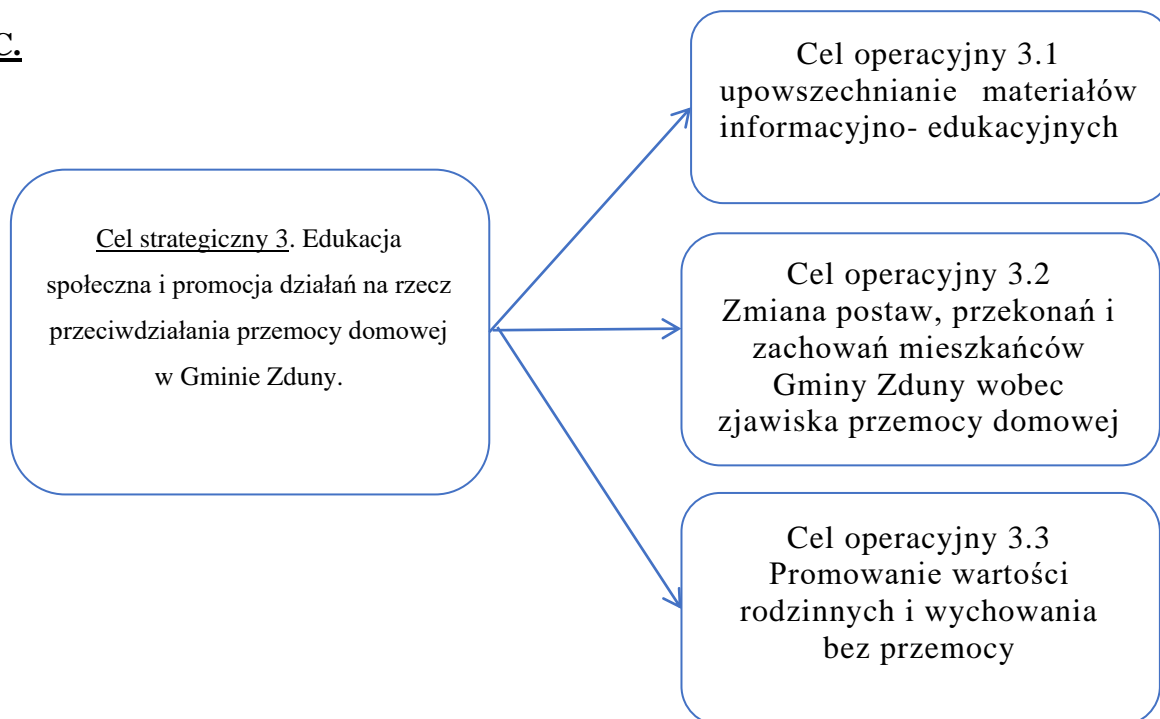 C.
Cel strategiczny 3. Edukacja
społeczna i promocja działań na rzecz
przeciwdziałania przemocy domowej
w Gminie Zduny.
Cel operacyjny 3.1
upowszechnianie materiałów
informacyjno- edukacyjnych
Cel operacyjny 3.2
Zmiana postaw, przekonań i
zachowań mieszkańców
Gminy Zduny wobec
zjawiska przemocy domowej
Cel operacyjny 3.3
Promowanie wartości
rodzinnych i wychowania
bez przemocy